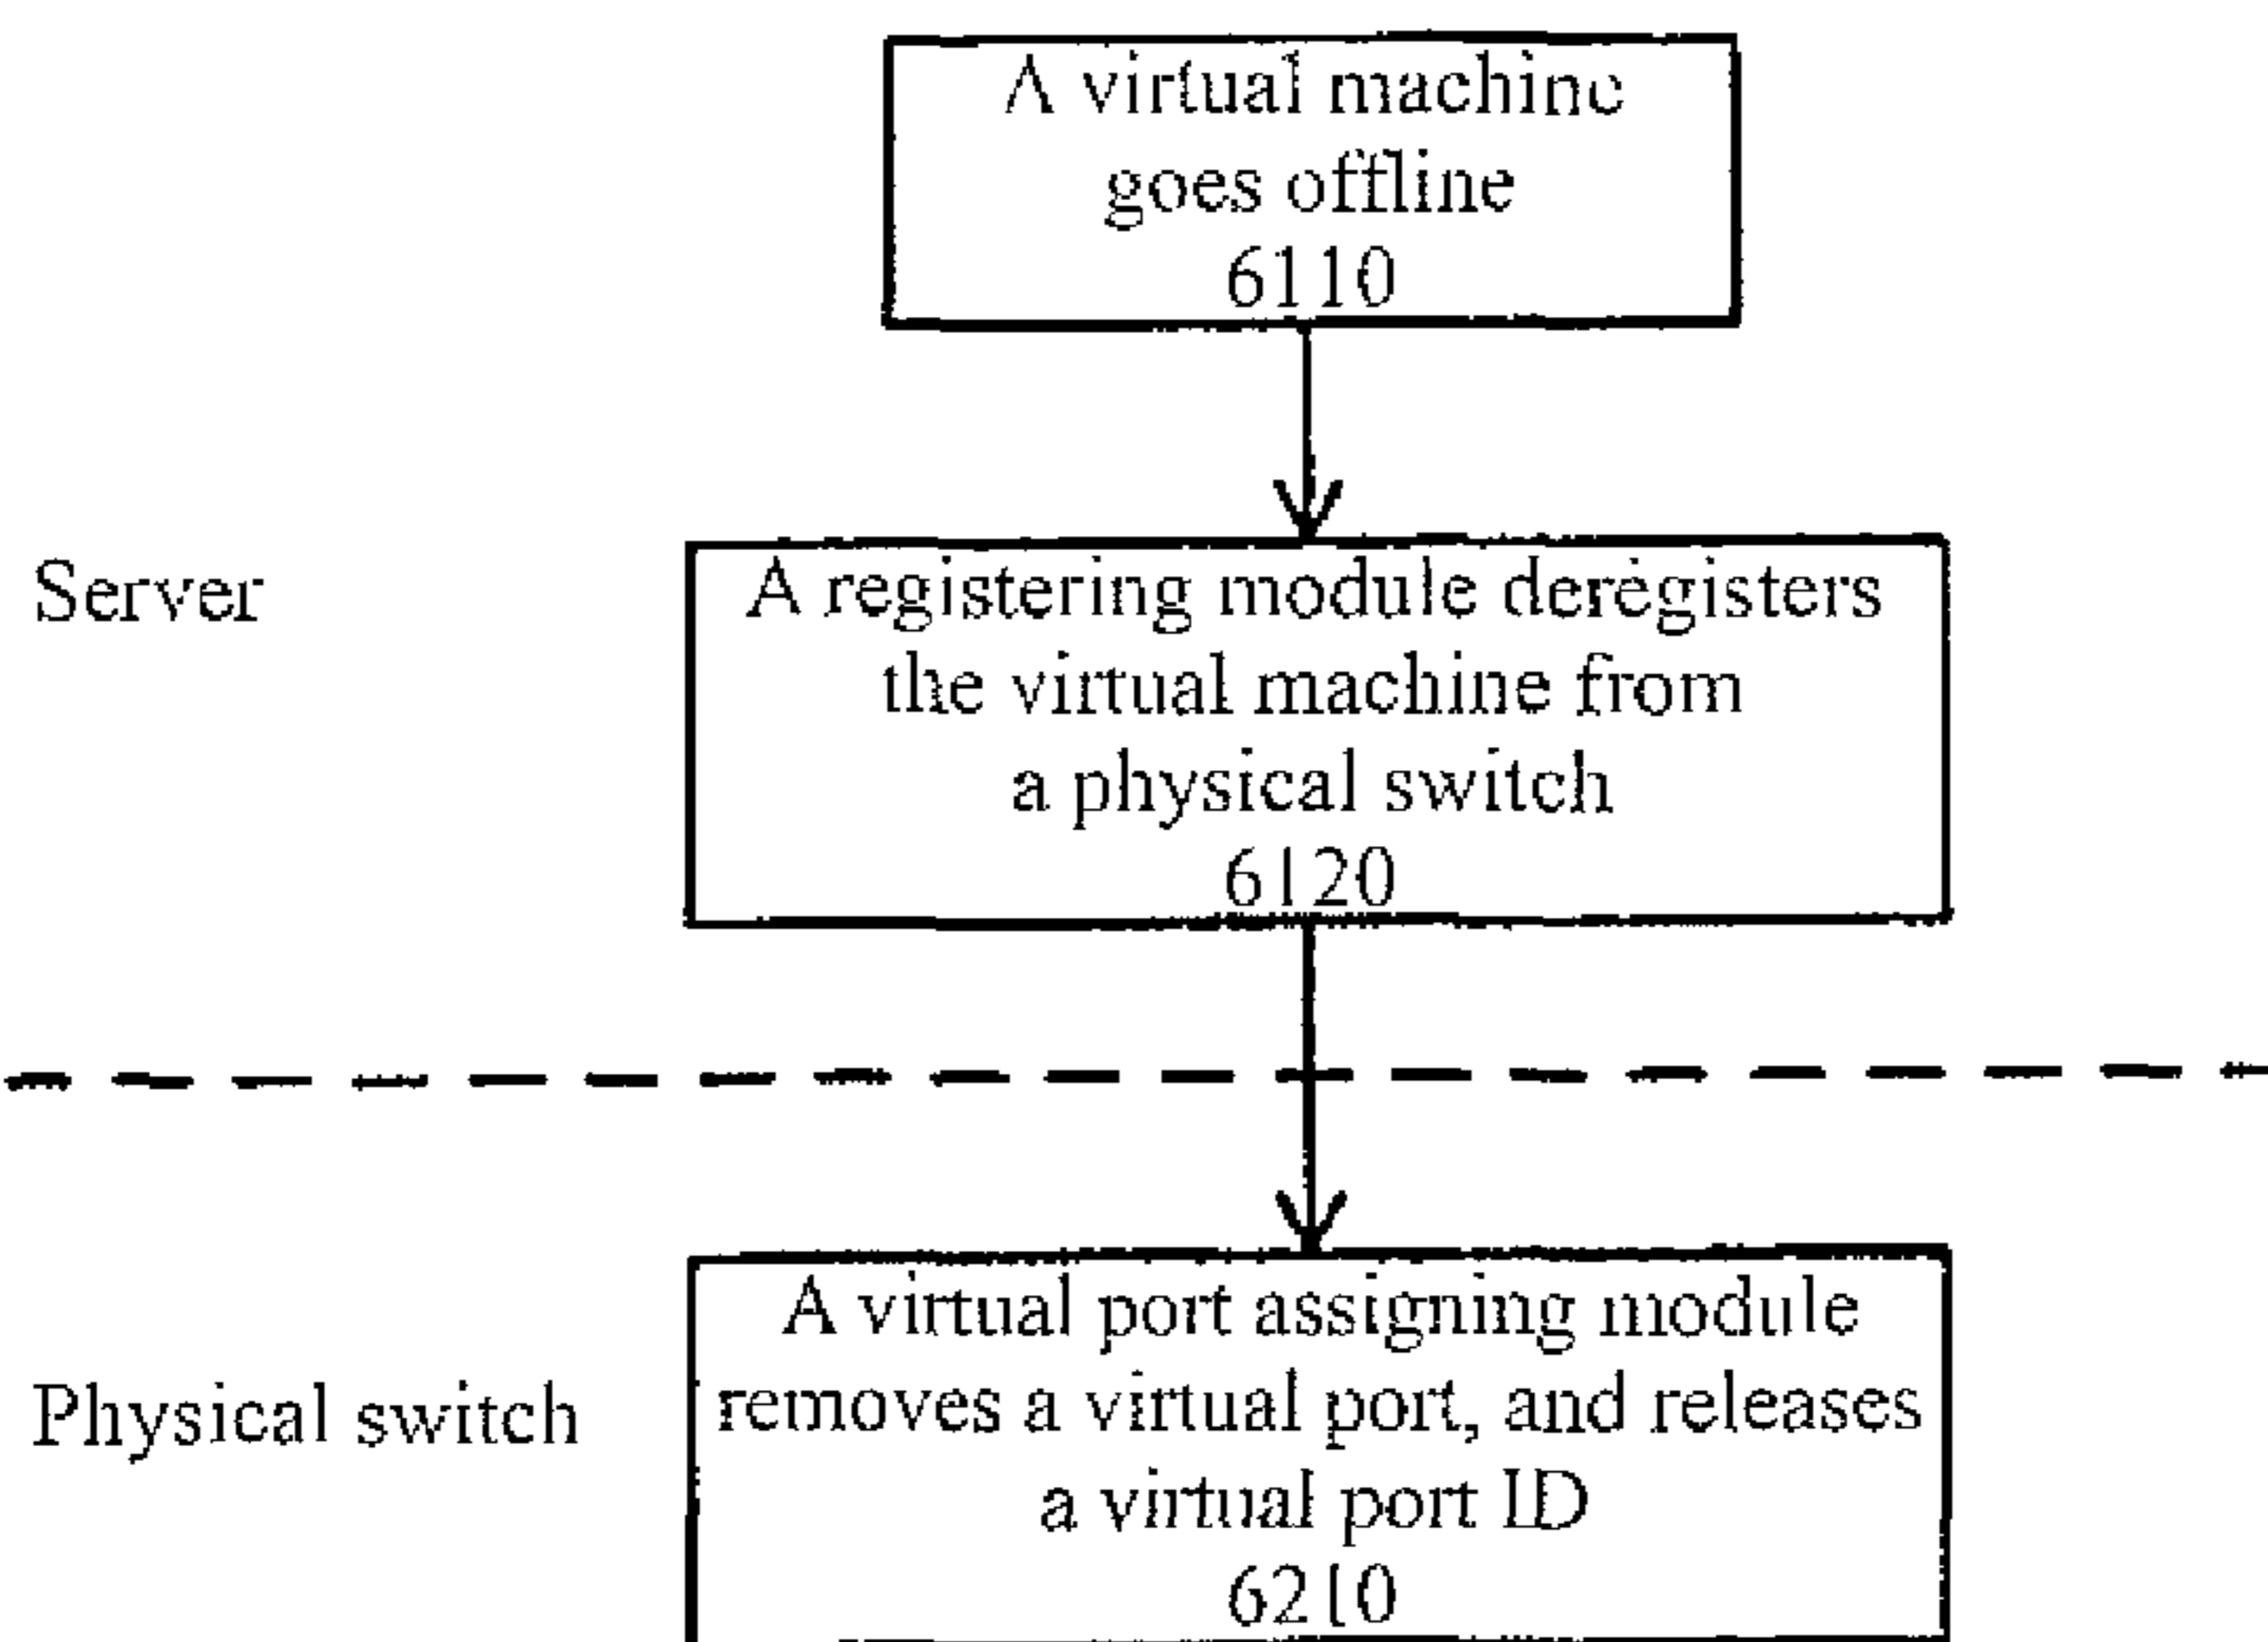 A virtual machine
goes offline
6110
Server
A registering module deregisters
the virtual machine from
a physical switch
6120
Physical switch
A virtual port assigning module
removes a virtual port, and releases
a virtual port ID
6210